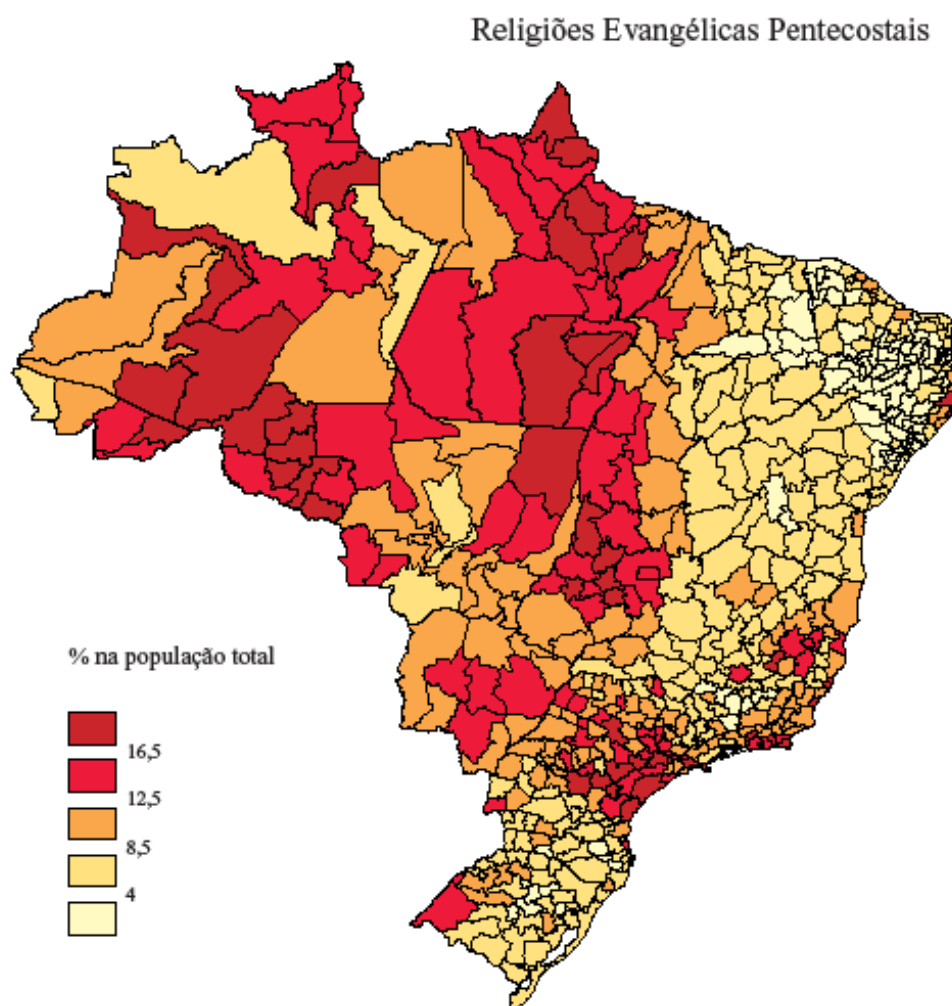 Religiões Evangélicas Pentecostais
% na população total
16,5
12,5
8,5
4